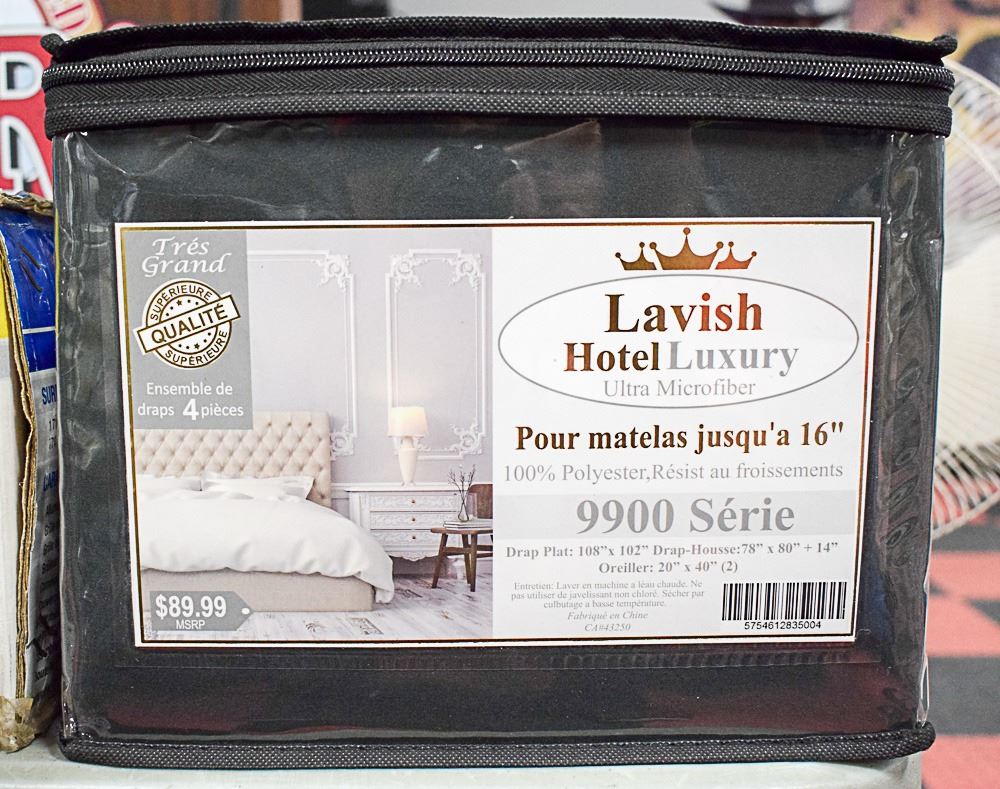 Trés
Grand
SUPÉRIEURE
QUALITÉ
SUPÉRIEURE
Ensemble de
draps 4 pièces
$89.99
MSRP
Lavish
Hotel Luxury
Ultra Microfiber
Pour matelas jusqu'a 16"
100% Polyester,Résist au froissements
9900 Série
Drap Plat: 108”x 102” Drap-Housse:78” x 80” + 14”
Oreiller: 20” x 40” (2)
Entretien: Laver en machine a léau chaude. Ne
pas utiliser de javelissant non chloré. Sécher par
culbutage a basse température.
Fabriqué en Chine
CA#43250
5754612835004